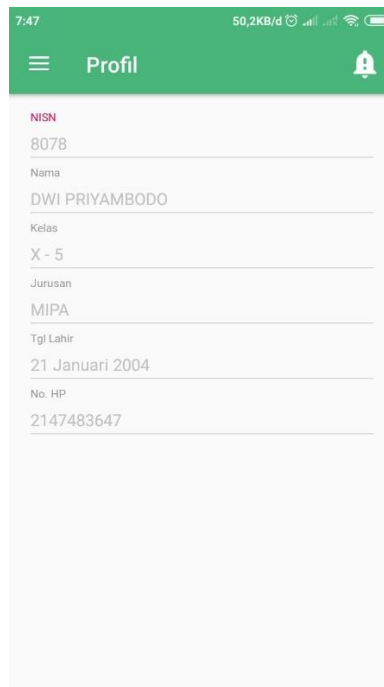 7:47 50,2KB/d
Profil
NISN
8078
Nama
DWI PRIYAMBODO
Kelas
X - 5
Jurusan
MIPA
Tgl Lahir
21 Januari 2004
No. HP
2147483647